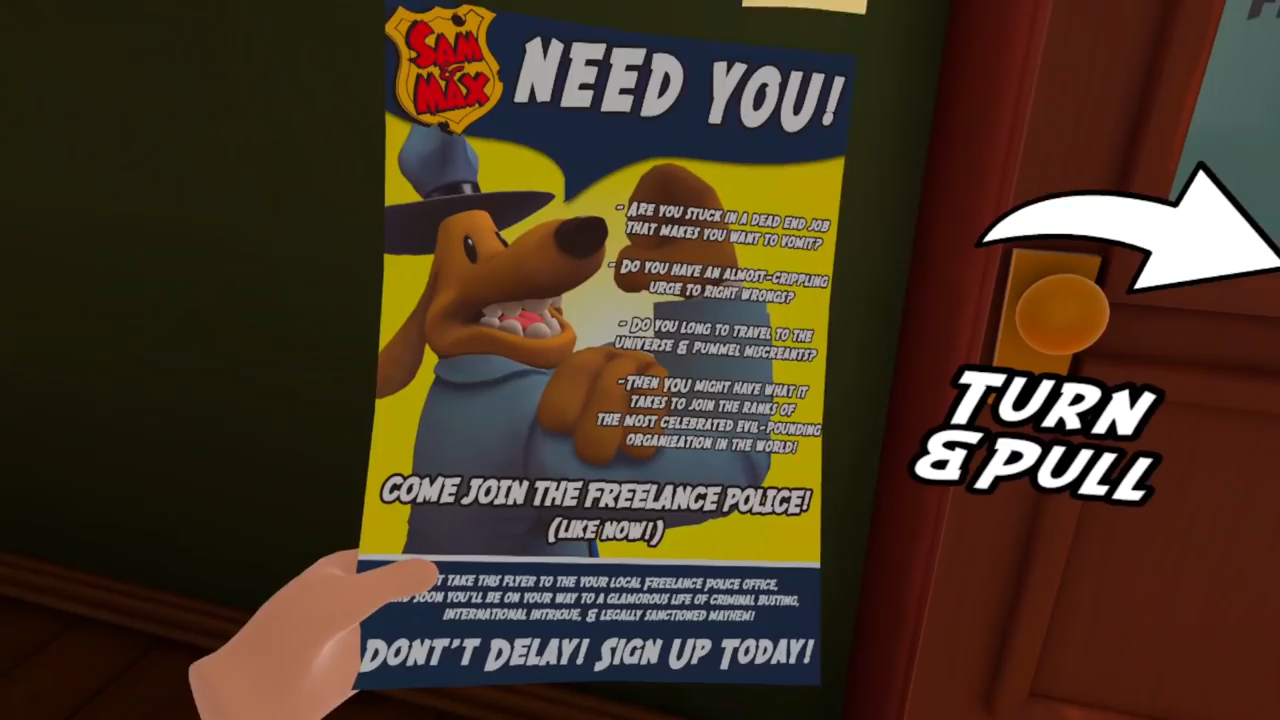 SAM
&
MAX
NEED YOU!
- ARE YOU STUCK IN A DEAD END JOB
THAT MAKES YOU WANT TO VOMIT?
- DO YOU HAVE AN ALMOST-CRIPPLING
URGE TO RIGHT WRONGS?
- DO YOU LONG TO TRAVEL TO THE
UNIVERSE & PUMMEL MISCREANTS?
- THEN YOU MIGHT HAVE WHAT IT
TAKES TO JOIN THE RANKS OF
THE MOST CELEBRATED EVIL-POUNDING
ORGANIZATION IN THE WORLD!
COME JOIN THE FREELANCE POLICE!
(LIKE NOW!)
TAKE THIS FLYER TO THE YOUR LOCAL FREELANCE POLICE OFFICE,
SOON YOU'LL BE ON YOUR WAY TO A GLAMOROUS LIFE OF CRIMINAL BUSTING,
INTERNATIONAL INTRIGUE, & LEGALLY SANCTIONED MAYHEM!
DON'T DELAY! SIGN UP TODAY!
TURN
& PULL